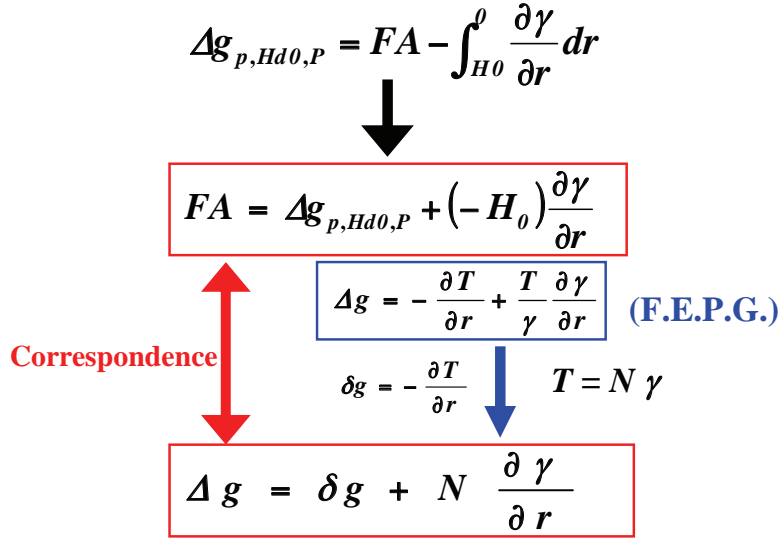 Δg_{p,Hd0,P} = FA − ∫_{H0}^{0} ∂γ/∂r dr
FA = Δg_{p,Hd0,P} + (−H_0) ∂γ/∂r
Δg = − ∂T/∂r + T/γ ∂γ/∂r
(F.E.P.G.)
Correspondence
δg = − ∂T/∂r
T = N γ
Δ g = δ g + N ∂ γ/∂ r